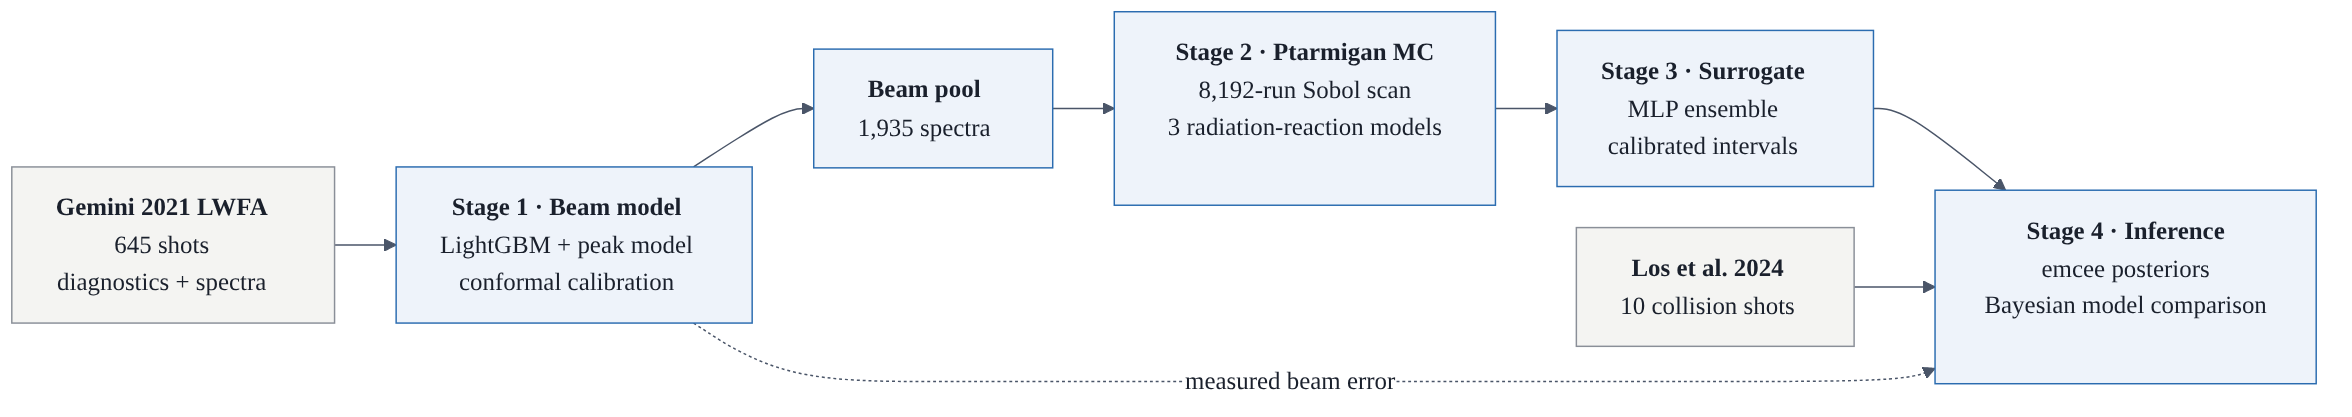 Gemini 2021 LWFA
645 shots
diagnostics + spectra
Stage 1 · Beam model
LightGBM + peak model
conformal calibration
Beam pool
1,935 spectra
Stage 2 · Ptarmigan MC
8,192-run Sobol scan
3 radiation-reaction models
Stage 3 · Surrogate
MLP ensemble
calibrated intervals
Los et al. 2024
10 collision shots
Stage 4 · Inference
emcee posteriors
Bayesian model comparison
measured beam error